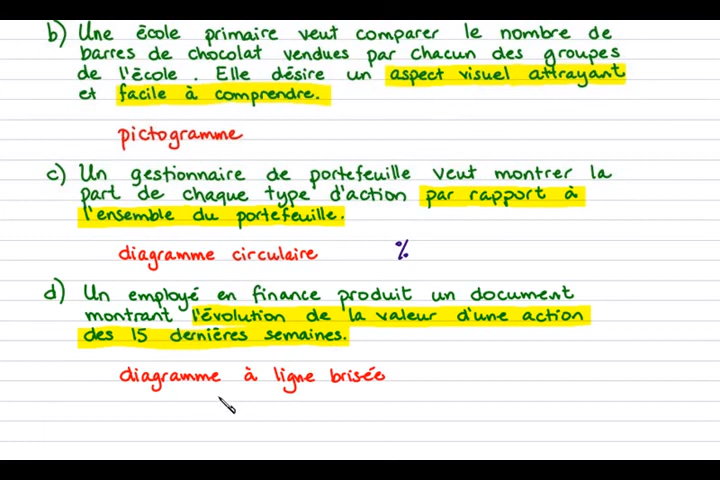 b) Une école primaire veut comparer le nombre de
barres de chocolat vendues par chacun des groupes
de l'école. Elle désire un aspect visuel attrayant
et facile à comprendre.
pictogramme
c) Un gestionnaire de portefeuille veut montrer la
part de chaque type d'action par rapport à
l'ensemble du portefeuille.
diagramme circulaire %
d) Un employé en finance produit un document
montrant l'évolution de la valeur d'une action
des 15 dernières semaines.
diagramme à ligne brisée